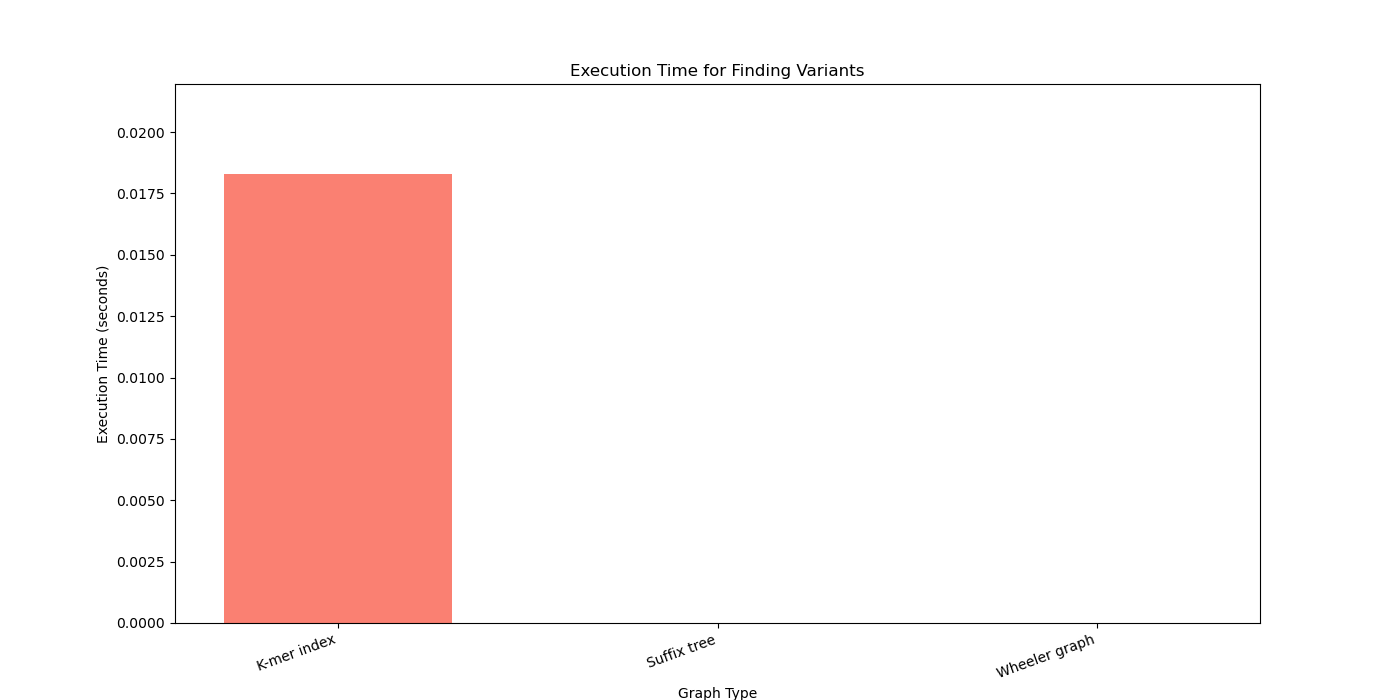 Execution Time for Finding Variants
Execution Time (seconds)
0.0200
0.0175
0.0150
0.0125
0.0100
0.0075
0.0050
0.0025
0.0000
K-mer index
Suffix tree
Wheeler graph
Graph Type